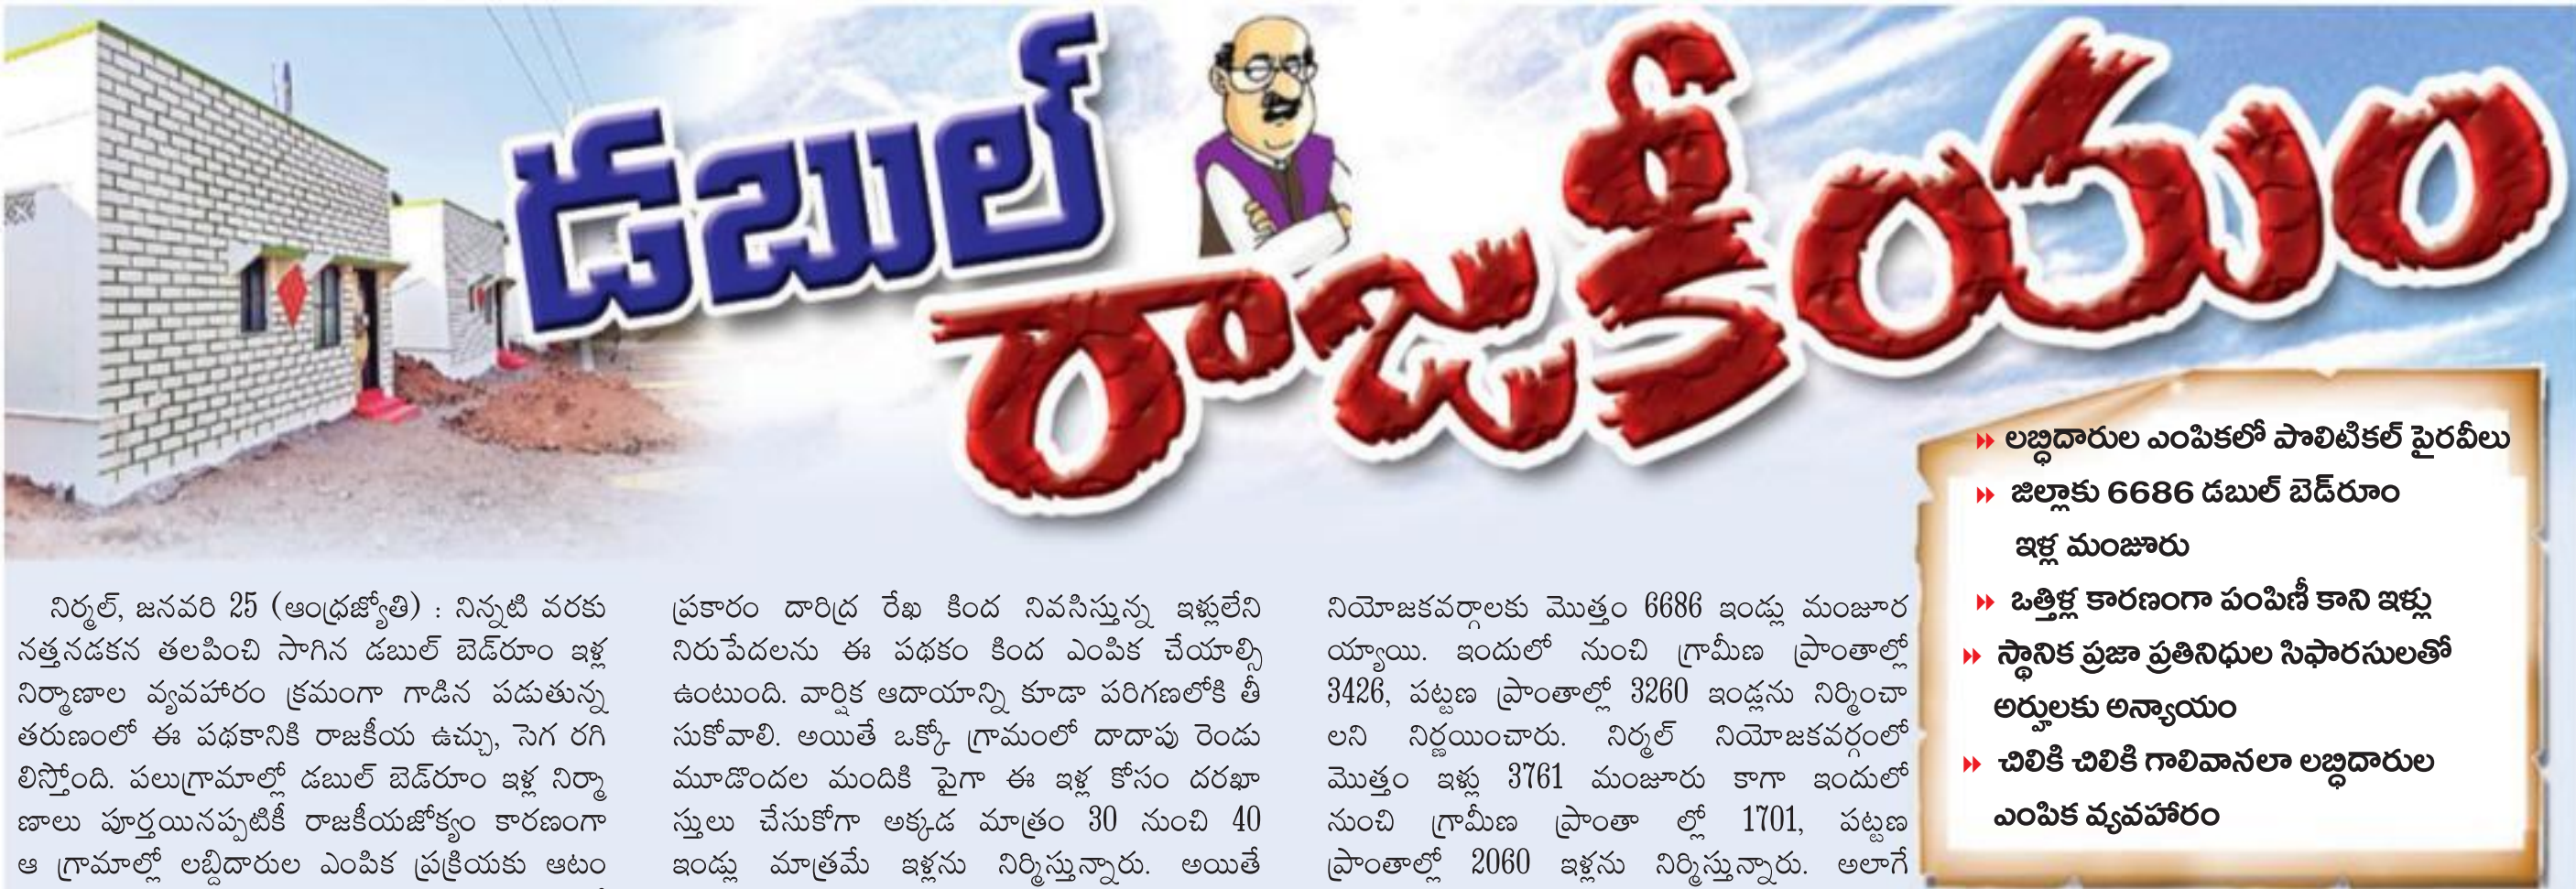 డబుల్
రాజకీయం
నిర్మల్, జనవరి 25 (ఆంధ్రజ్యోతి) : నిన్నటి వరకు
నత్తనడకన తలపించి సాగిన డబుల్ బెడ్‌రూం ఇళ్ల
నిర్మాణాల వ్యవహారం క్రమంగా గాడిన పడుతున్న
తరుణంలో ఈ పథకానికి రాజకీయ ఉచ్చు, సెగ రగి
లిస్తోంది. పలుగ్రామాల్లో డబుల్ బెడ్‌రూం ఇళ్ల నిర్మా
ణాలు పూర్తయినప్పటికీ రాజకీయజోక్యం కారణంగా
ఆ గ్రామాల్లో లబ్ధిదారుల ఎంపిక ప్రక్రియకు ఆటం
ప్రకారం దారిద్ర రేఖ కింద నివసిస్తున్న ఇళ్లులేని
నిరుపేదలను ఈ పథకం కింద ఎంపిక చేయాల్సి
ఉంటుంది. వార్షిక ఆదాయాన్ని కూడా పరిగణలోకి తీ
సుకోవాలి. అయితే ఒక్కో గ్రామంలో దాదాపు రెండు
మూడొందల మందికి పైగా ఈ ఇళ్ల కోసం దరఖా
స్తులు చేసుకోగా అక్కడ మాత్రం 30 నుంచి 40
ఇండ్లు మాత్రమే ఇళ్లను నిర్మిస్తున్నారు. అయితే
నియోజకవర్గాలకు మొత్తం 6686 ఇండ్లు మంజూర
య్యాయి. ఇందులో నుంచి గ్రామీణ ప్రాంతాల్లో
3426, పట్టణ ప్రాంతాల్లో 3260 ఇండ్లను నిర్మించా
లని నిర్ణయించారు. నిర్మల్ నియోజకవర్గంలో
మొత్తం ఇళ్లు 3761 మంజూరు కాగా ఇందులో
నుంచి గ్రామీణ ప్రాంతా ల్లో 1701, పట్టణ
ప్రాంతాల్లో 2060 ఇళ్లను నిర్మిస్తున్నారు. అలాగే
లబ్ధిదారుల ఎంపికలో పొలిటికల్ పైరవీలు
జిల్లాకు 6686 డబుల్ బెడ్‌రూం
ఇళ్ల మంజూరు
ఒత్తిళ్ల కారణంగా పంపిణీ కాని ఇళ్లు
స్థానిక ప్రజా ప్రతినిధుల సిఫారసులతో
అర్హులకు అన్యాయం
చిలికి చిలికి గాలివానలా లబ్ధిదారుల
ఎంపిక వ్యవహారం